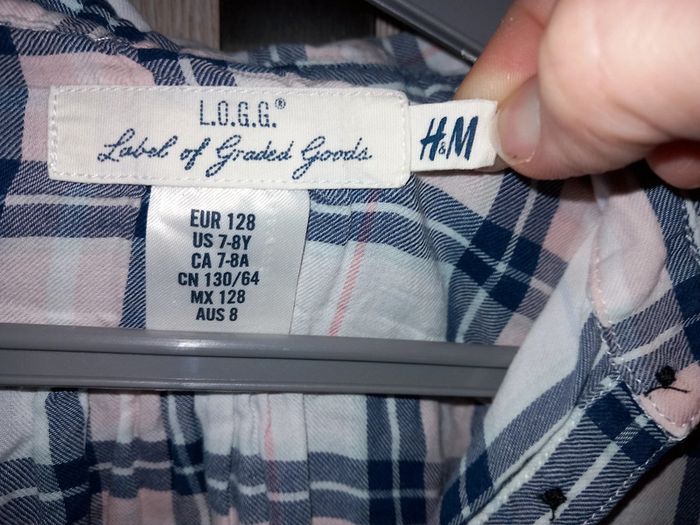 L.O.G.G.®
Label of Graded Goods
H&M
EUR 128
US 7-8Y
CA 7-8A
CN 130/64
MX 128
AUS 8